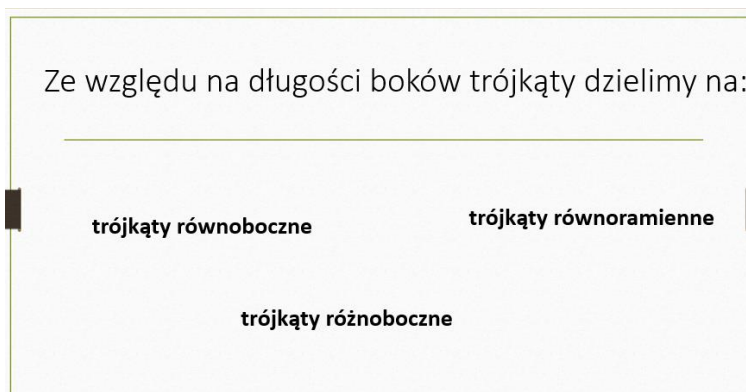 Ze względu na długości boków trójkąty dzielimy na:
trójkąty równoboczne
trójkąty równoramienne
trójkąty różnoboczne